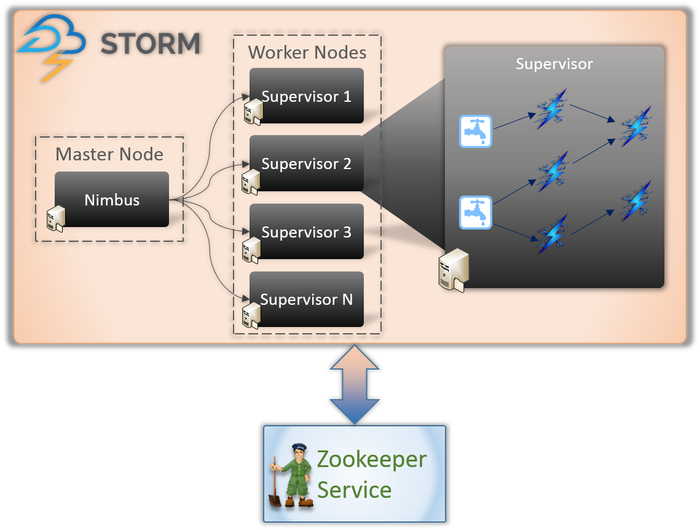 STORM
Master Node
Nimbus
Worker Nodes
Supervisor 1
Supervisor 2
Supervisor 3
Supervisor N
Supervisor
Zookeeper
Service